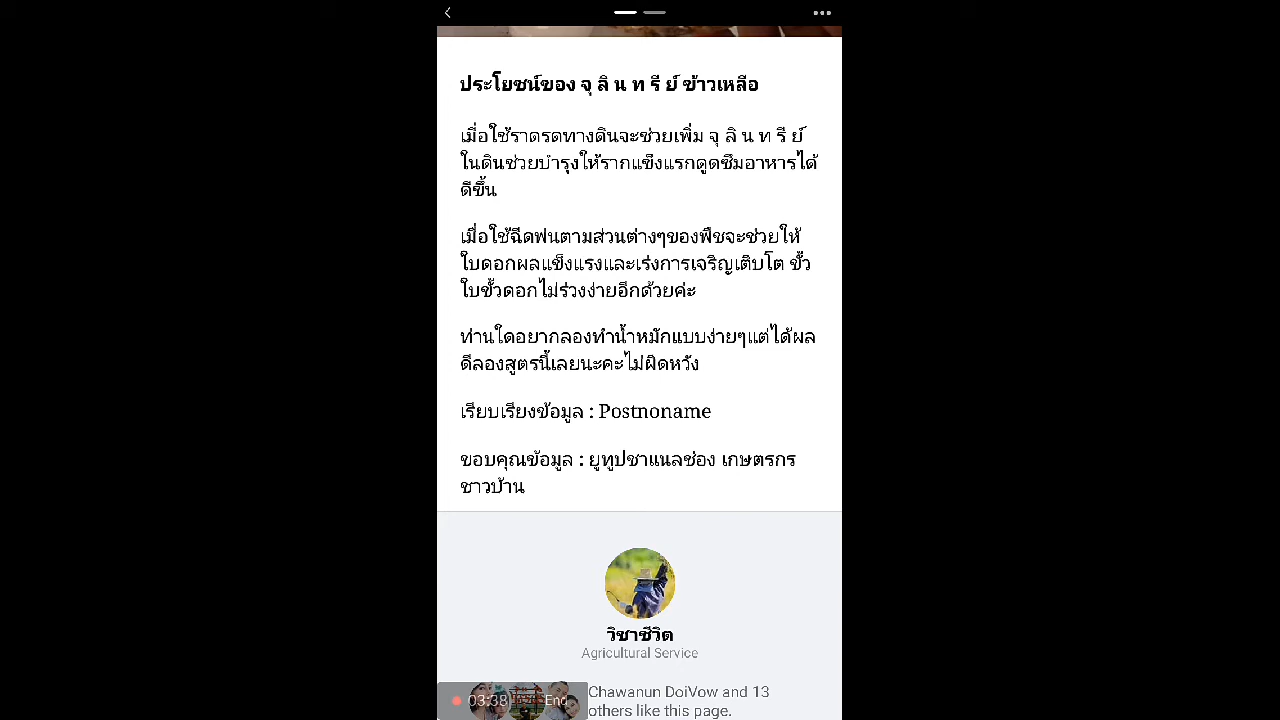 ประโยชน์ของ จุ ลิ น ท รี ย์ ข้าวเหลือ
เมื่อใช้ราดรดทางดินจะช่วยเพิ่ม จุ ลิ น ท รี ย์
ในดินช่วยบำรุงให้รากแข็งแรกดูดซึมอาหารได้
ดีขึ้น
เมื่อใช้ฉีดพ่นตามส่วนต่างๆของพืชจะช่วยให้
ใบดอกผลแข็งแรงและเร่งการเจริญเติบโต ขั้ว
ใบขั้วดอกไม่ร่วงง่ายอีกด้วยค่ะ
ท่านใดอยากลองทำน้ำหมักแบบง่ายๆแต่ได้ผล
ดีลองสูตรนี้เลยนะคะไม่ผิดหวัง
เรียบเรียงข้อมูล : Postnoname
ขอบคุณข้อมูล : ยูทูปชาแนลช่อง เกษตรกร
ชาวบ้าน
วิชาชีวิต
Agricultural Service
Chawanun DoiVow and 13
others like this page.
03:38 End